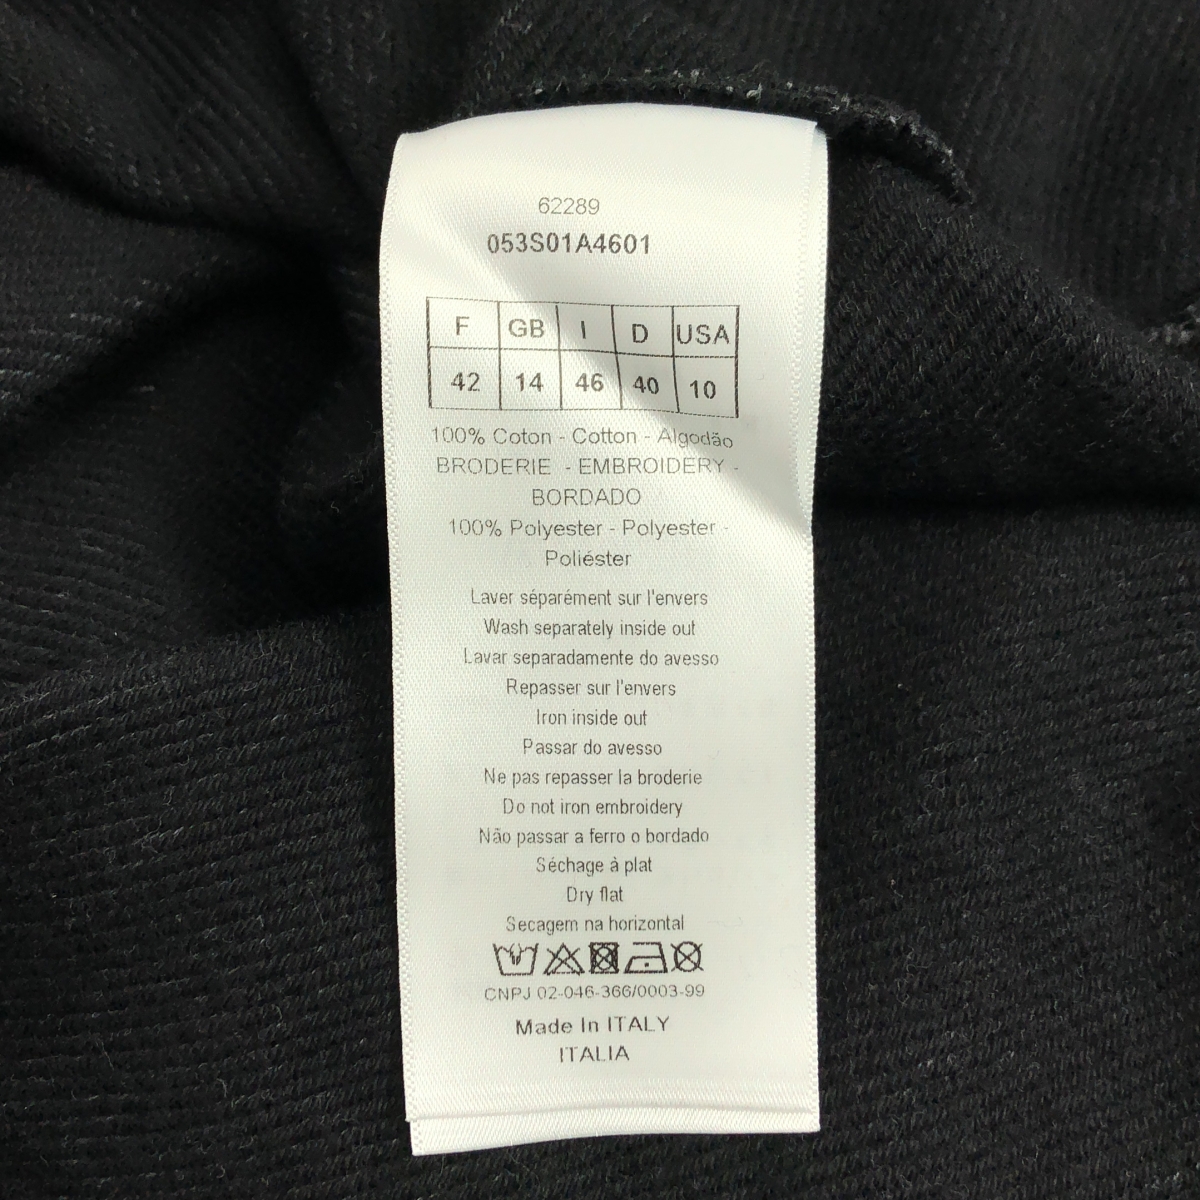 62289
053S01A4601
F GB I D USA
42 14 46 40 10
100% Coton - Cotton - Algodão
BRODERIE - EMBROIDERY -
BORDADO
100% Polyester - Polyester -
Poliéster
Laver séparément sur l'envers
Wash separately inside out
Lavar separadamente do avesso
Repasser sur l'envers
Iron inside out
Passar do avesso
Ne pas repasser la broderie
Do not iron embroidery
Não passar a ferro o bordado
Séchage à plat
Dry flat
Secagem na horizontal
CNPJ 02-046-366/0003-99
Made In ITALY
ITALIA